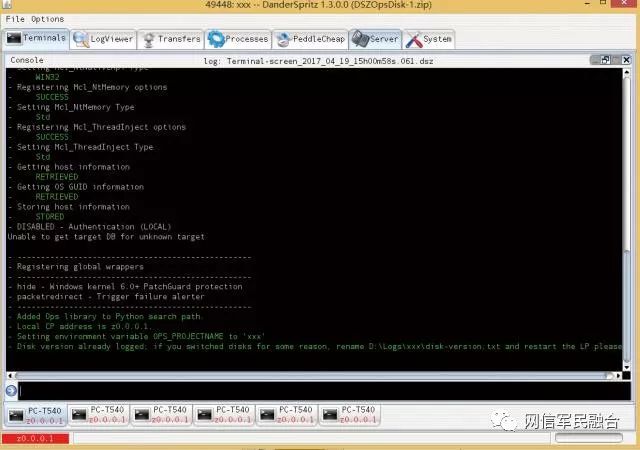 49448: xxx -- DanderSpritz 1.3.0.0 (DSZOpsDisk-1.zip)
File Options
Terminals LogViewer Transfers Processes PeddleCheap Server System
Console log: Terminal-screen_2017_04_19_15h00m58s.061.dsz
WIN32
- Registering Mcl_NtMemory options
SUCCESS
- Setting Mcl_NtMemory Type
Std
- Registering Mcl_ThreadInject options
SUCCESS
- Setting Mcl_ThreadInject Type
Std
- Getting host information
RETRIEVED
- Getting OS GUID information
RETRIEVED
- Storing host information
STORED
- DISABLED - Authentication (LOCAL)
Unable to get target DB for unknown target
- --------------------------------------------------
- Registering global wrappers
- --------------------------------------------------
- hide - Windows kernel 6.0+ PatchGuard protection
- packetredirect - Trigger failure alerter
- --------------------------------------------------
- Added Ops library to Python search path.
- Local CP address is z0.0.0.1.
- Setting environment variable OPS_PROJECTNAME to 'xxx'
- Disk version already logged; if you switched disks for some reason, rename D:\Logs\xxx\disk-version.txt and restart the LP please
PC-T540 PC-T540 PC-T540 PC-T540 PC-T540 PC-T540
z0.0.0.1 z0.0.0.1 z0.0.0.1 z0.0.0.1 z0.0.0.1 z0.0.0.1
网信军民融合
z0.0.0.1